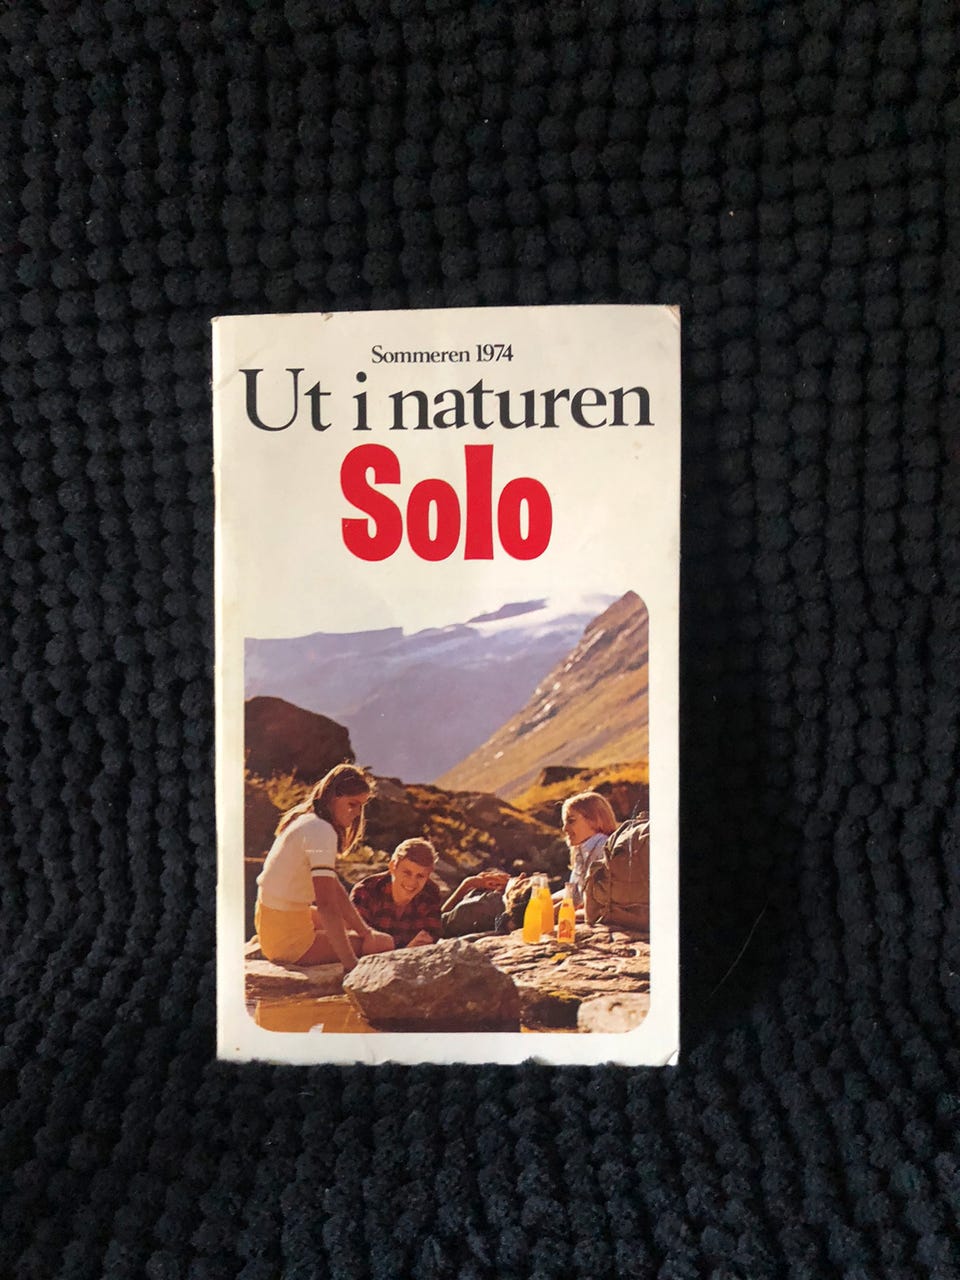 Sommeren 1974
Ut i naturen
Solo